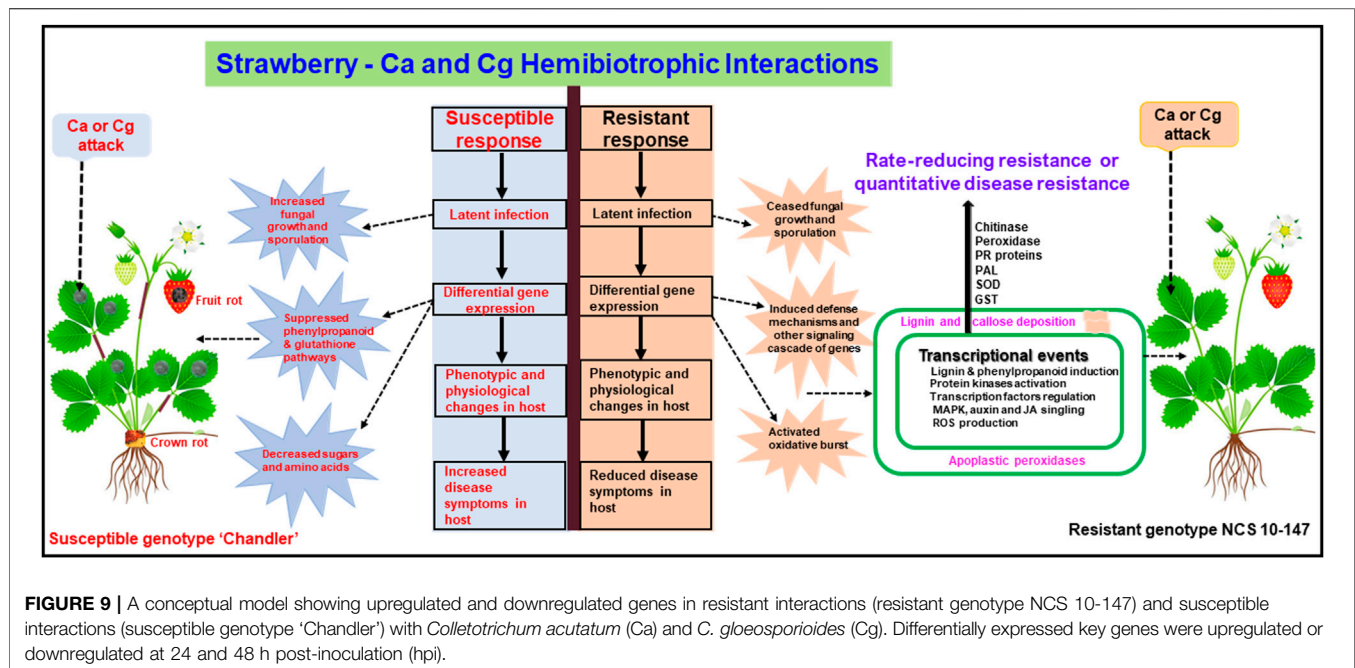 Strawberry - Ca and Cg Hemibiotrophic Interactions
Ca or Cg
attack
Fruit rot
Crown rot
Susceptible genotype ‘Chandler’
Increased
fungal
growth and
sporulation
Suppressed
phenylpropanoid
& glutathione
pathways
Decreased sugars
and amino acids
Susceptible
response
Latent infection
Differential gene
expression
Phenotypic and
physiological
changes in host
Increased
disease
symptoms in
host
Resistant
response
Latent infection
Differential gene
expression
Phenotypic and
physiological
changes in host
Reduced disease
symptoms in
host
Ceased fungal
growth and
sporulation
Induced defense
mechanisms and
other signaling
cascade of genes
Activated
oxidative burst
Rate-reducing resistance or
quantitative disease resistance
Chitinase
Peroxidase
PR proteins
PAL
SOD
GST
Lignin and callose deposition
Transcriptional events
Lignin & phenylpropanoid induction
Protein kinases activation
Transcription factors regulation
MAPK, auxin and JA singling
ROS production
Apoplastic peroxidases
Ca or Cg
attack
Resistant genotype NCS 10-147
FIGURE 9 | A conceptual model showing upregulated and downregulated genes in resistant interactions (resistant genotype NCS 10-147) and susceptible
interactions (susceptible genotype ‘Chandler’) with Colletotrichum acutatum (Ca) and C. gloeosporioides (Cg). Differentially expressed key genes were upregulated or
downregulated at 24 and 48 h post-inoculation (hpi).